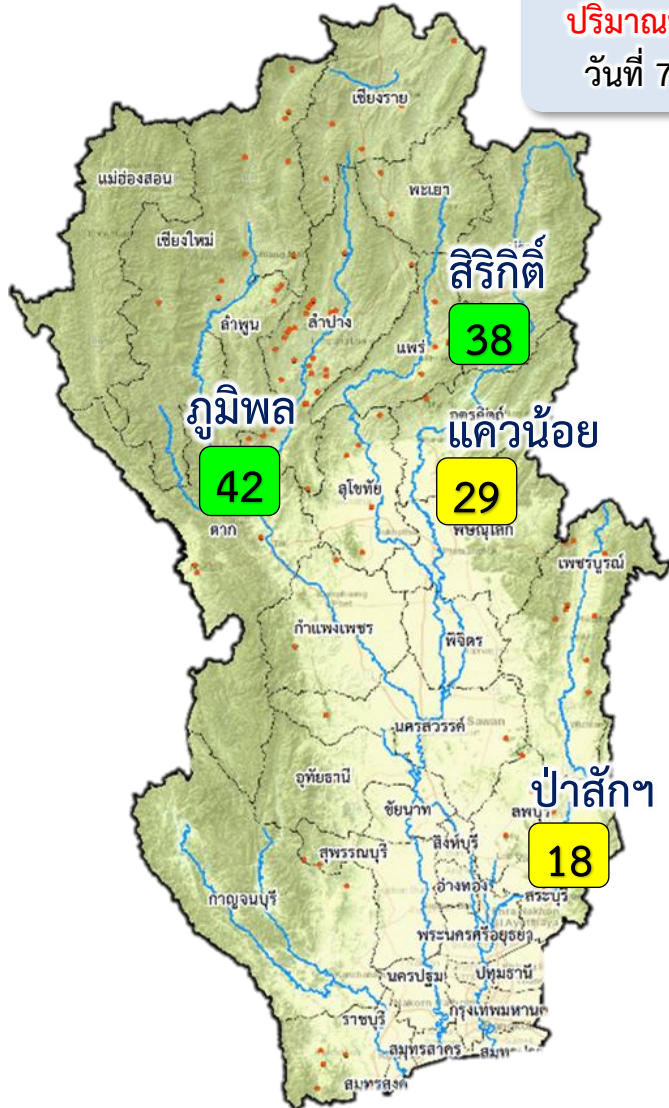 ปริมาณ
วันที่ 7
เชียงราย
แม่ฮ่องสอน
พะเยา
เชียงใหม่
สิริกิติ์
38
ลำพูน
ลำปาง
แพร่
ภูมิพล
42
แควน้อย
29
สุโขทัย
ตาก
พิษณุโลก
เพชรบูรณ์
กำแพงเพชร
พิจิตร
นครสวรรค์
Sawan
อุทัยธานี
ป่าสักฯ
18
ชัยนาท
ลพบุรี
สิงห์บุรี
สุพรรณบุรี
อ่างทอง
กาญจนบุรี
สระบุรี
พระนครศรีอยุธยา
นครปฐม
ปทุมธานี
ราชบุรี
กรุงเทพมหานค
สมุทรสาคร
สมุทรสงค